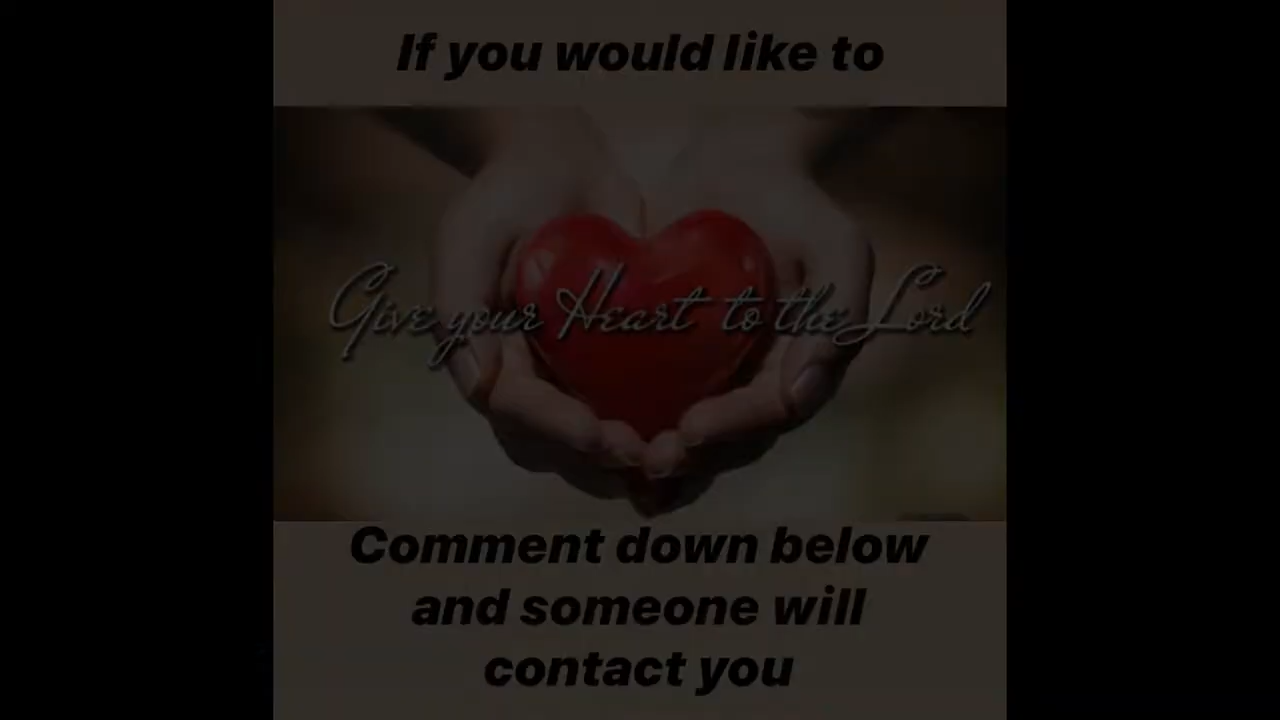 If you would like to
Give your Heart to the Lord
Comment down below
and someone will
contact you